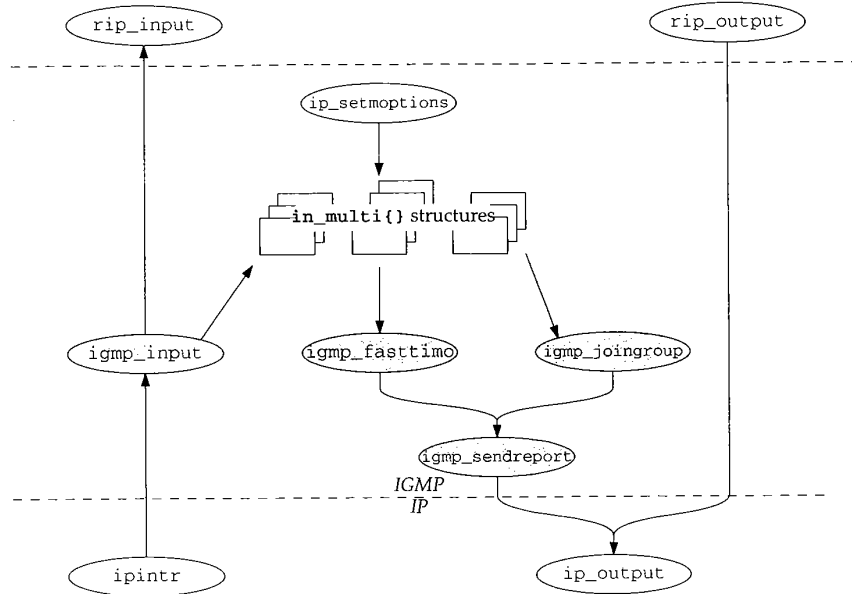 rip_input
rip_output
ip_setmoptions
in_multi{} structures
igmp_input
igmp_fasttimo
igmp_joingroup
igmp_sendreport
IGMP
IP
ipintr
ip_output